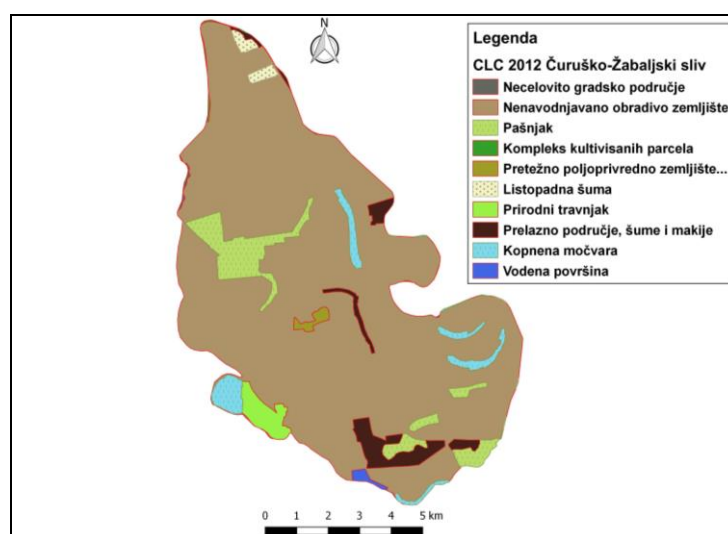 N
Legenda
CLC 2012 Čuruško-Žabaljski sliv
Necelovito gradsko područje
Nenavodnjavano obradivo zemljište
Pašnjak
Kompleks kultivisanih parcela
Pretežno poljoprivredno zemljište...
Listopadna šuma
Prirodni travnjak
Prelazno područje, šume i makije
Kopnena močvara
Vodena površina
0 1 2 3 4 5 km